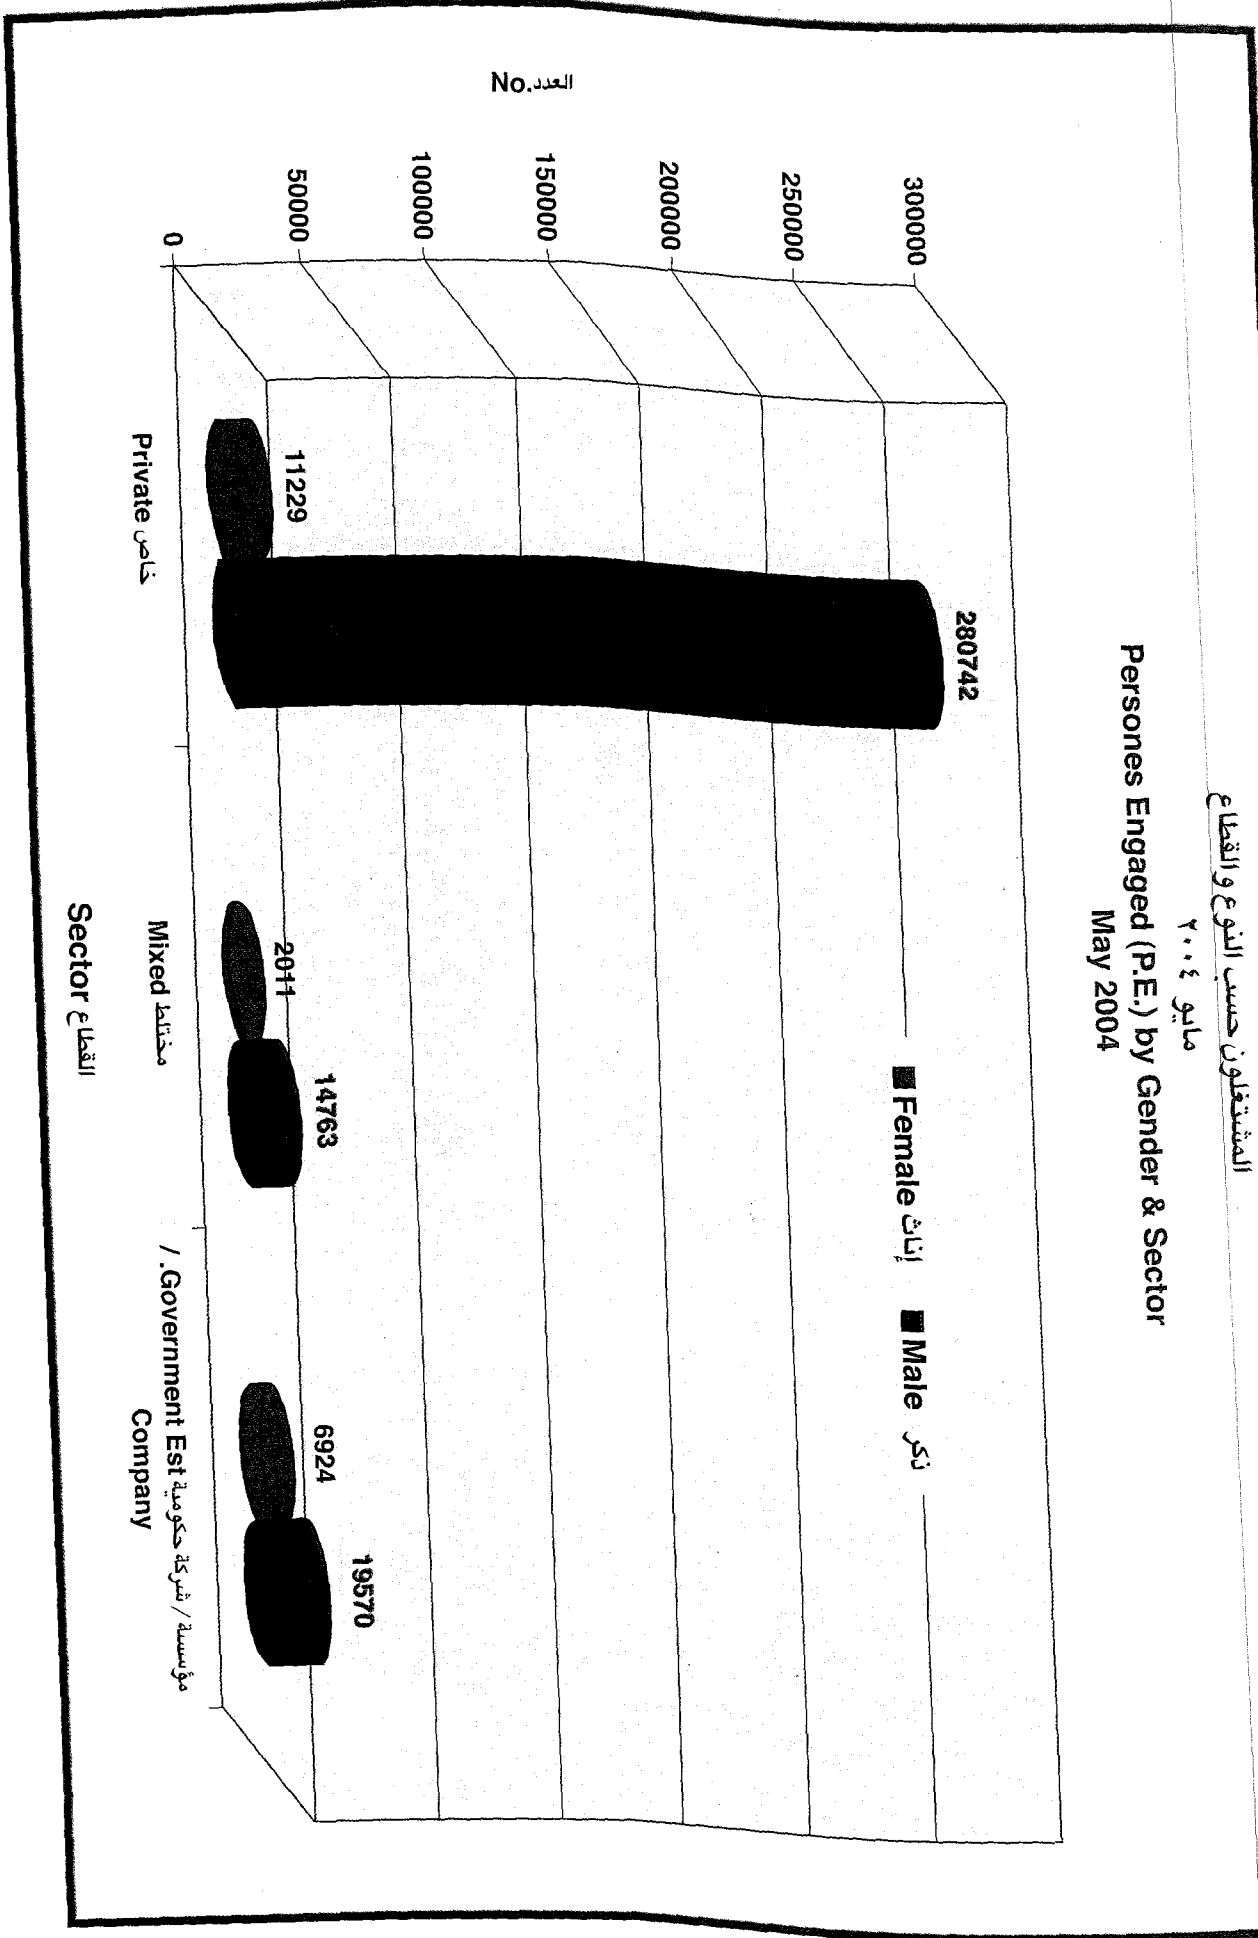 المشتغلون حسب النوع والقطاع
مايو ٢٠٠٤
Persones Engaged (P.E.) by Gender & Sector
May 2004
العدد.No
300000
250000
200000
150000
100000
50000
0
إناث Female
ذكر Male
11229
280742
2011
14763
6924
19570
خاص Private
مختلط Mixed
مؤسسة / شركة حكومية Government Est. /
Company
القطاع Sector